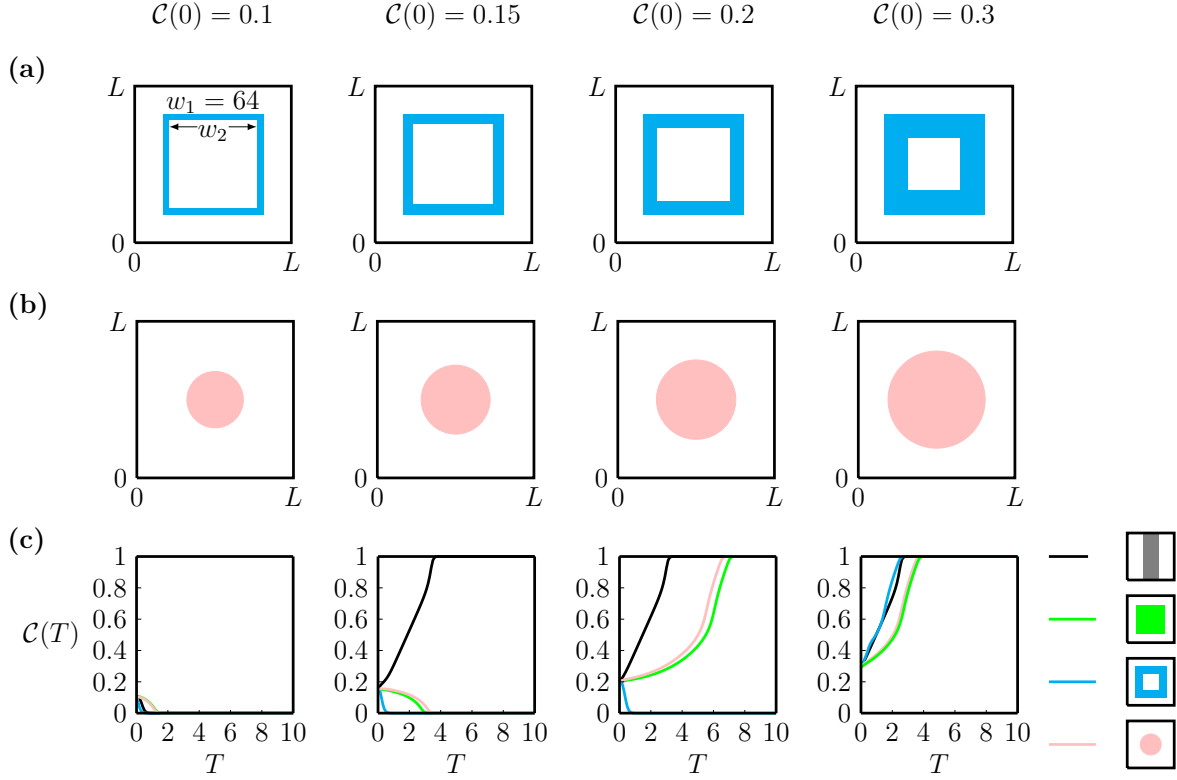 𝒞(0) = 0.1 𝒞(0) = 0.15 𝒞(0) = 0.2 𝒞(0) = 0.3
(a)
L L L L
w₁ = 64
w₂
0 0 0 0
0 L 0 L 0 L 0 L
(b)
L L L L
0 0 0 0
0 L 0 L 0 L 0 L
(c)
1 1 1 1
0.8 0.8 0.8 0.8
0.6 0.6 0.6 0.6
𝒞(T)
0.4 0.4 0.4 0.4
0.2 0.2 0.2 0.2
0 0 0 0
0 2 4 6 8 10 0 2 4 6 8 10 0 2 4 6 8 10 0 2 4 6 8 10
T T T T